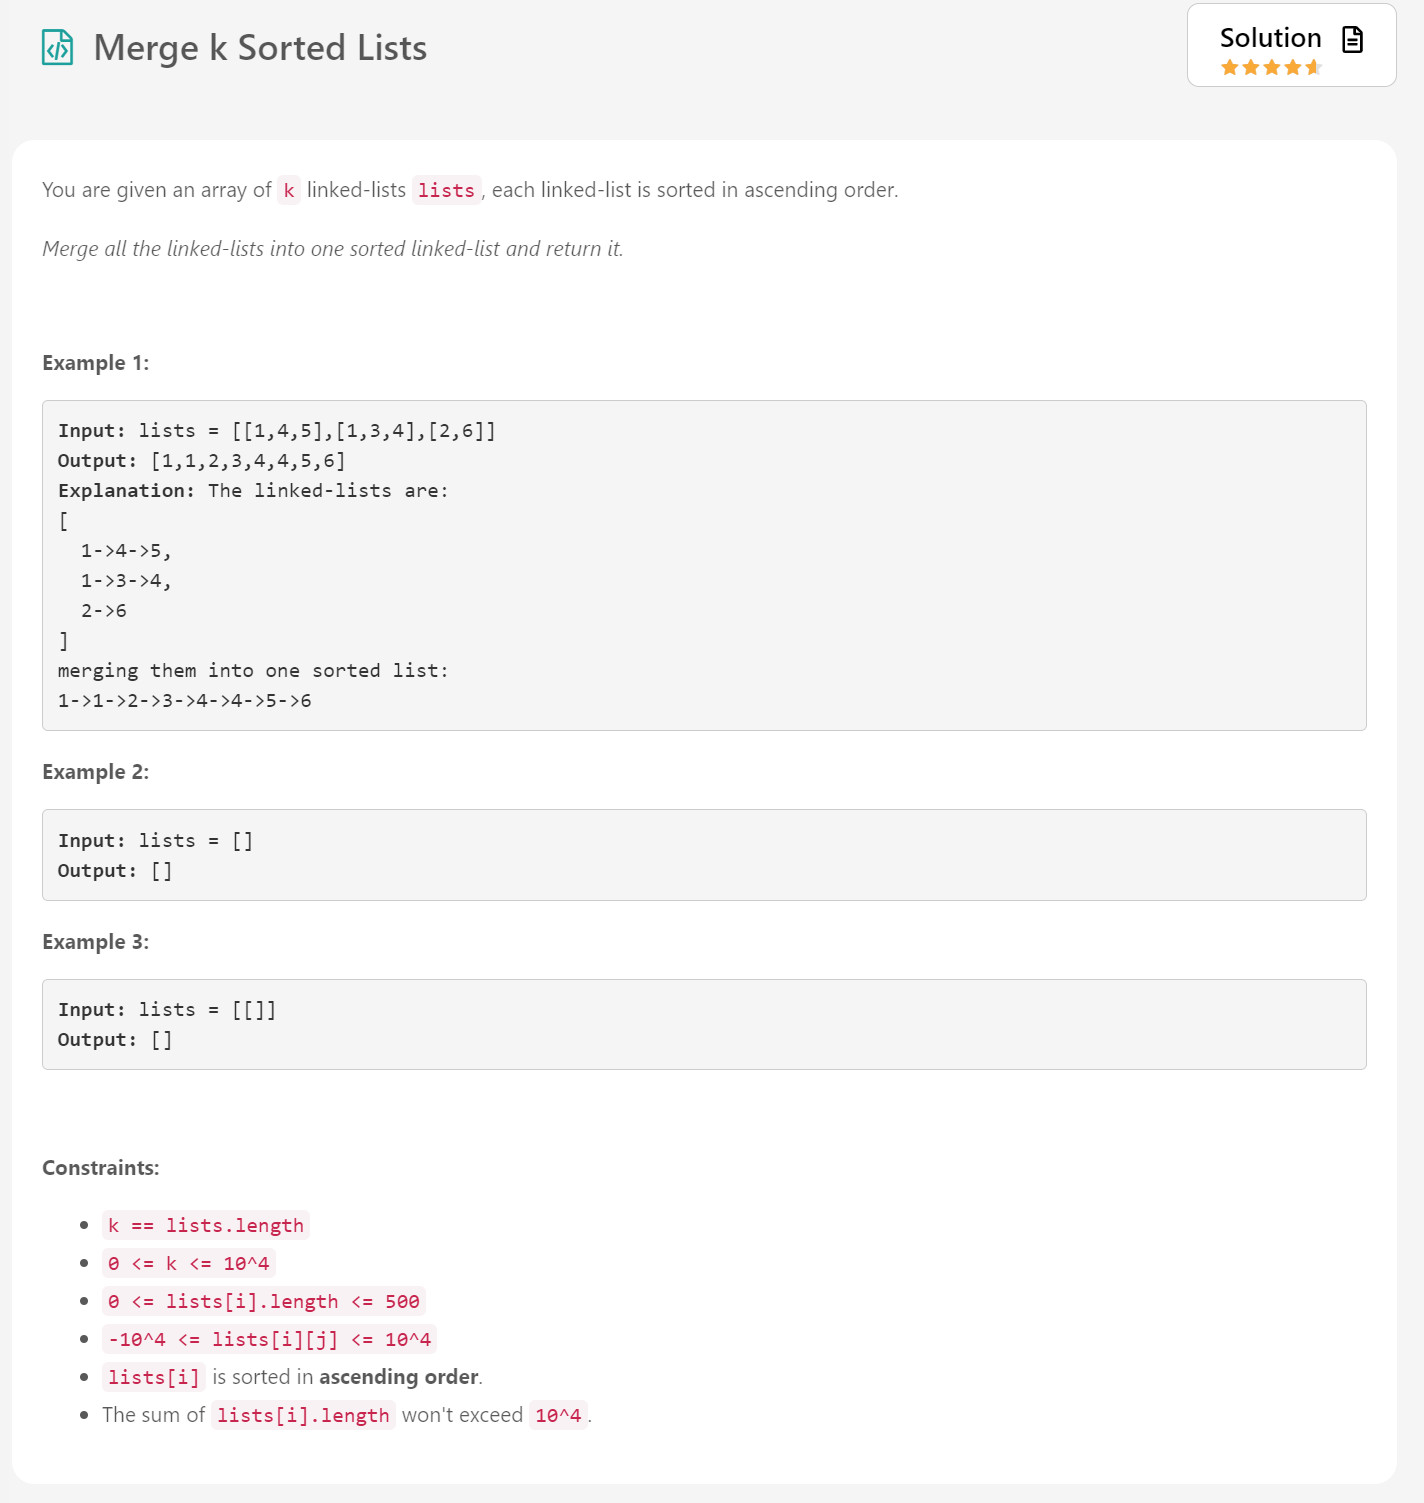 Merge k Sorted Lists
Solution
You are given an array of k linked-lists lists, each linked-list is sorted in ascending order.
Merge all the linked-lists into one sorted linked-list and return it.
Example 1:
Input: lists = [[1,4,5],[1,3,4],[2,6]]
Output: [1,1,2,3,4,4,5,6]
Explanation: The linked-lists are:
[
  1->4->5,
  1->3->4,
  2->6
]
merging them into one sorted list:
1->1->2->3->4->4->5->6
Example 2:
Input: lists = []
Output: []
Example 3:
Input: lists = [[]]
Output: []
Constraints:
k == lists.length
0 <= k <= 10^4
0 <= lists[i].length <= 500
-10^4 <= lists[i][j] <= 10^4
lists[i] is sorted in ascending order.
The sum of lists[i].length won't exceed 10^4.